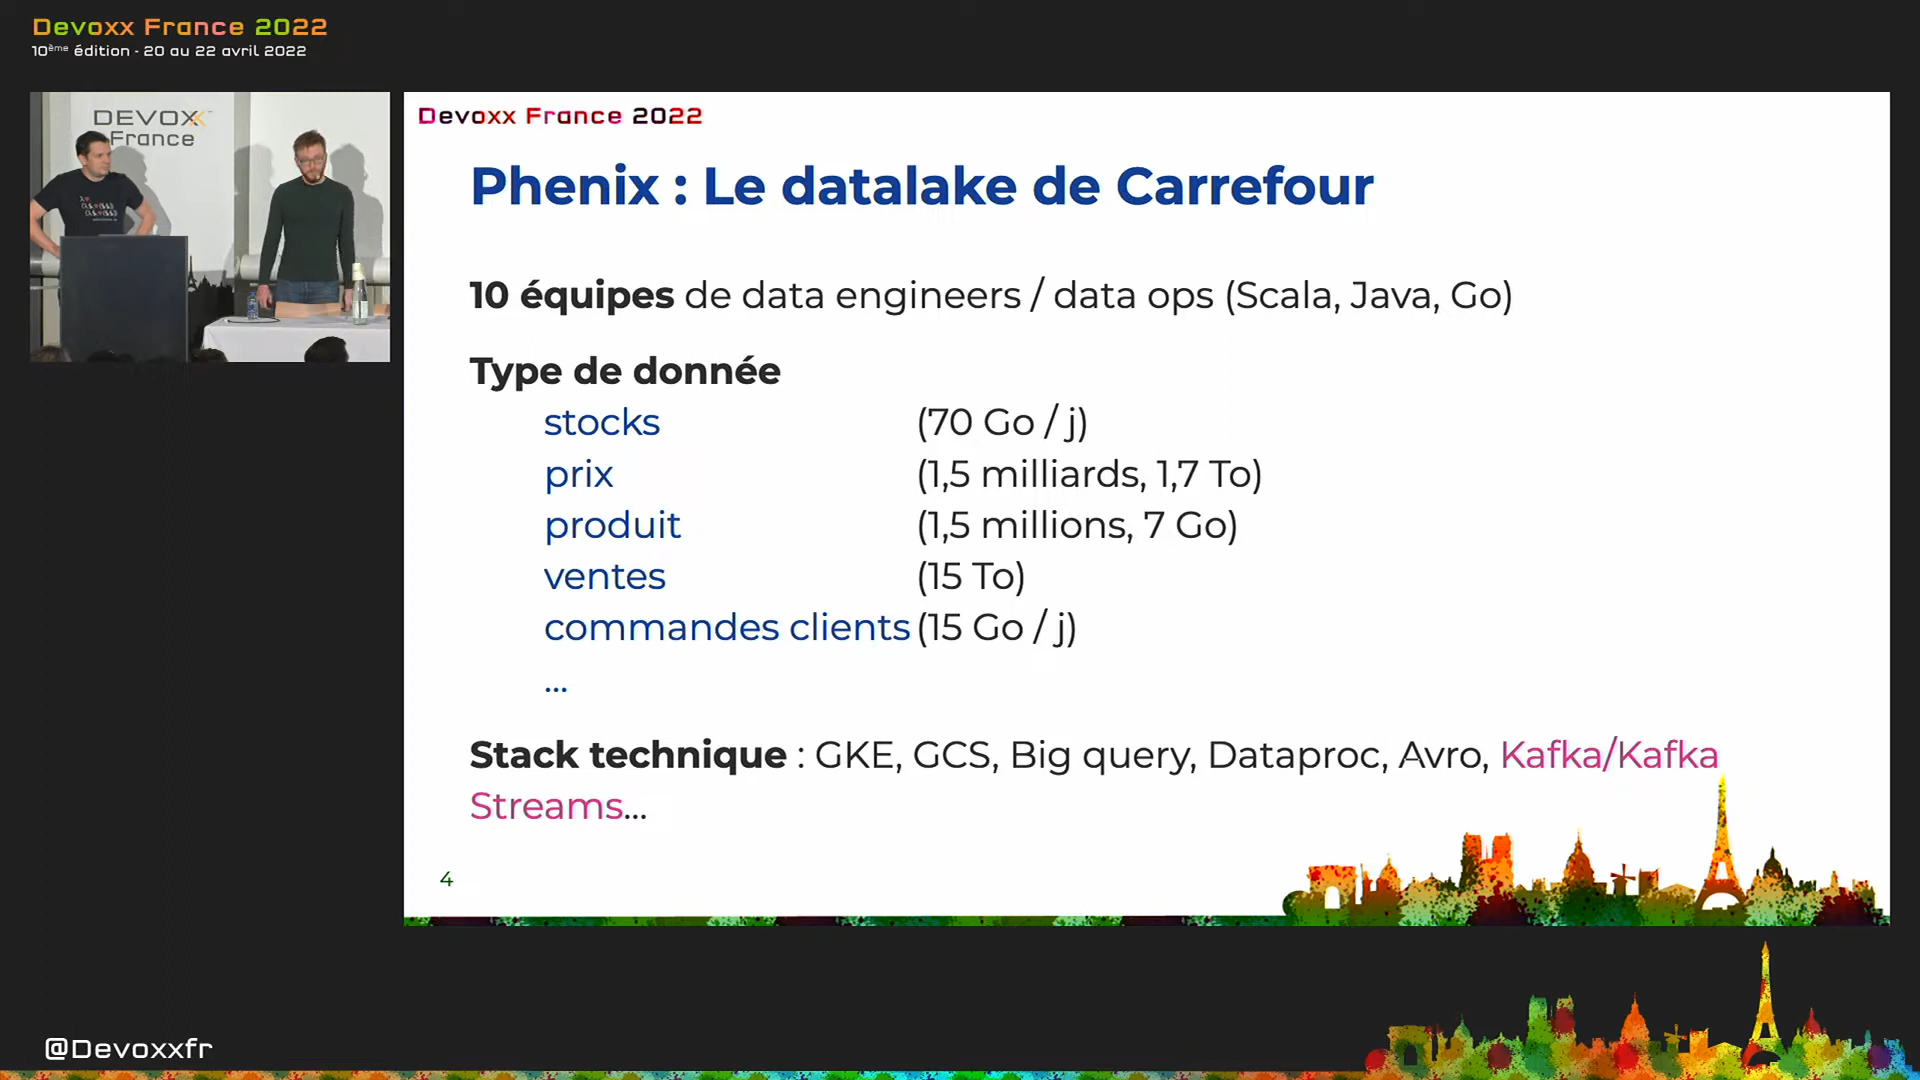 Devoxx France 2022
10ème édition - 20 au 22 avril 2022
DEVOXX
France
Devoxx France 2022
Phenix : Le datalake de Carrefour
10 équipes de data engineers / data ops (Scala, Java, Go)
Type de donnée
stocks (70 Go / j)
prix (1,5 milliards, 1,7 To)
produit (1,5 millions, 7 Go)
ventes (15 To)
commandes clients (15 Go / j)
...
Stack technique : GKE, GCS, Big query, Dataproc, Avro, Kafka/Kafka
Streams...
4
@Devoxxfr